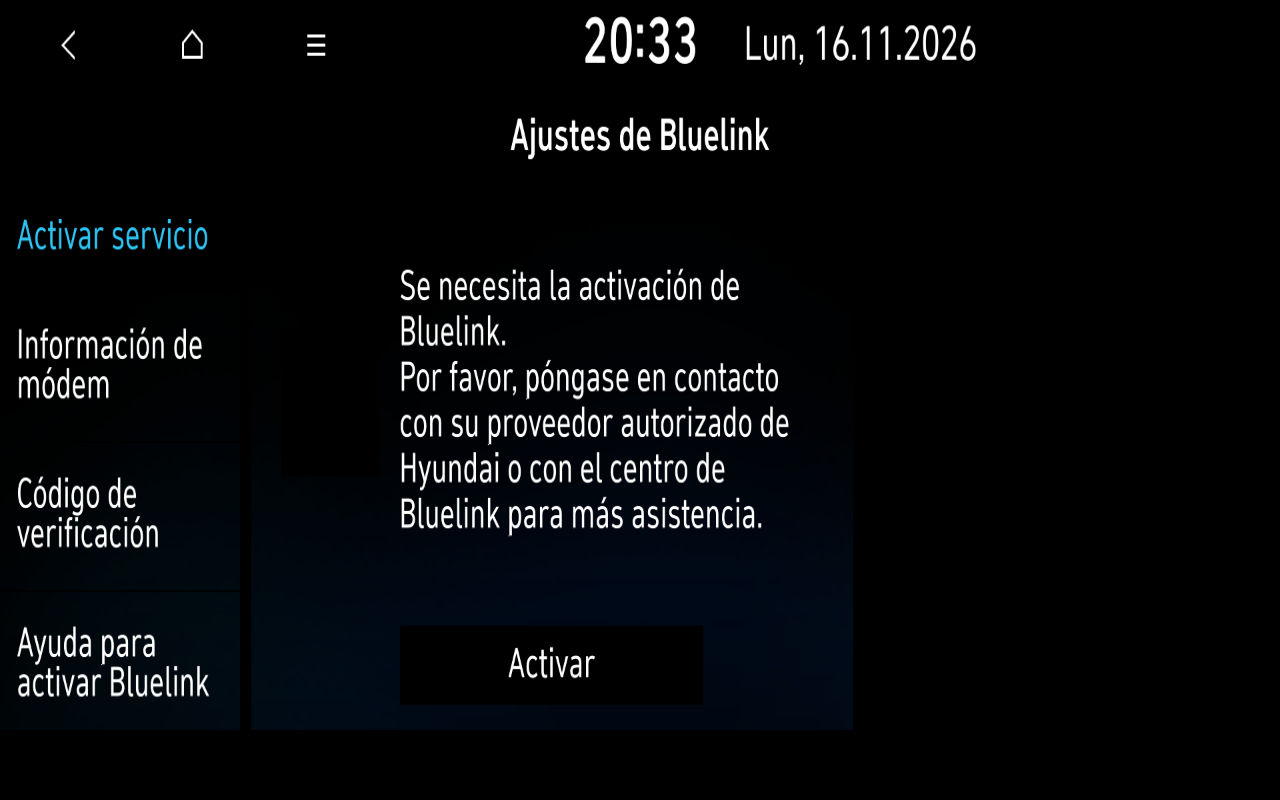 20:33 Lun, 16.11.2026
Ajustes de Bluelink
Activar servicio
Información de
módem
Código de
verificación
Ayuda para
activar Bluelink
Se necesita la activación de
Bluelink.
Por favor, póngase en contacto
con su proveedor autorizado de
Hyundai o con el centro de
Bluelink para más asistencia.
Activar